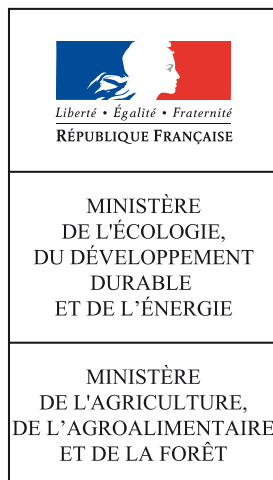 Liberté • Égalité • Fraternité
RÉPUBLIQUE FRANÇAISE
MINISTÈRE
DE L'ÉCOLOGIE,
DU DÉVELOPPEMENT
DURABLE
ET DE L’ÉNERGIE
MINISTÈRE
DE L'AGRICULTURE,
DE L’AGROALIMENTAIRE
ET DE LA FORÊT